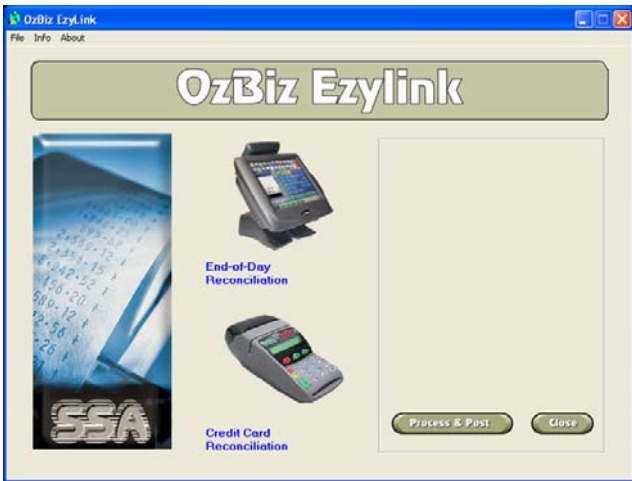 OzBiz EzyLink
File Info About
OzBiz Ezylink
End-of-Day
Reconciliation
SSA
Credit Card
Reconciliation
Process & Post
Close